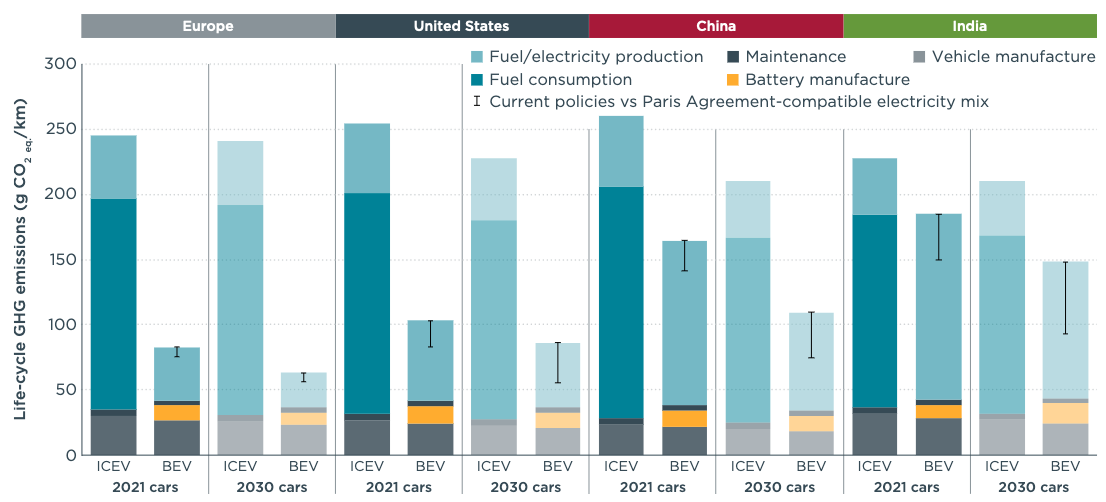 Europe United States China India
Fuel/electricity production Maintenance Vehicle manufacture
Fuel consumption Battery manufacture
Current policies vs Paris Agreement-compatible electricity mix
Life-cycle GHG emissions (g CO2 eq./km)
300
250
200
150
100
50
0
ICEV BEV ICEV BEV ICEV BEV ICEV BEV ICEV BEV ICEV BEV ICEV BEV ICEV BEV
2021 cars 2030 cars 2021 cars 2030 cars 2021 cars 2030 cars 2021 cars 2030 cars